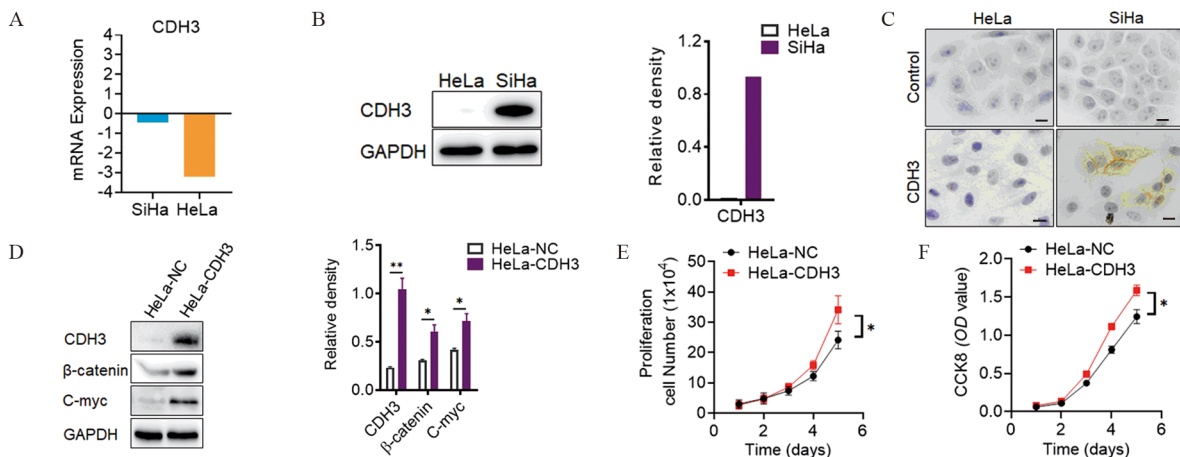 A
CDH3
mRNA Expression
4
3
2
1
0
-1
-2
-3
-4
SiHa HeLa
B
HeLa SiHa
CDH3
GAPDH
HeLa
SiHa
Relative density
1.2
0.9
0.6
0.3
0.0
CDH3
C
HeLa SiHa
Control
CDH3
D
HeLa-NC
HeLa-CDH3
CDH3
β-catenin
C-myc
GAPDH
HeLa-NC
HeLa-CDH3
Relative density
1.5
1.0
0.5
0.0
**
*
*
CDH3
β-catenin
C-myc
E
HeLa-NC
HeLa-CDH3
Proliferation
cell Number (1x10⁴)
50
40
30
20
10
0
*
0 2 4 6
Time (days)
F
HeLa-NC
HeLa-CDH3
CCK8 (OD value)
2.0
1.5
1.0
0.5
0.0
*
0 2 4 6
Time (days)